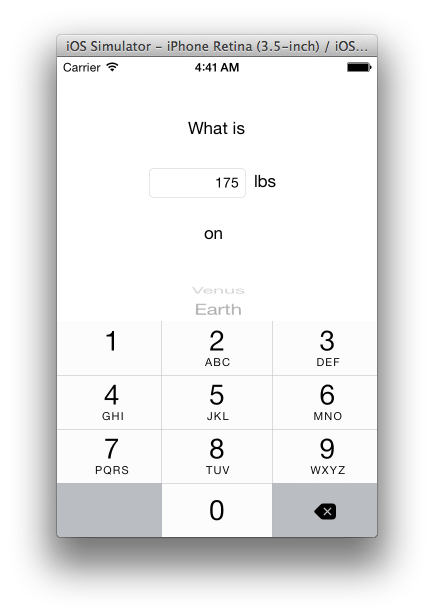 iOS Simulator – iPhone Retina (3.5-inch) / iOS...
Carrier 4:41 AM
What is
175 lbs
on
Venus
Earth
1 2 3
ABC DEF
4 5 6
GHI JKL MNO
7 8 9
PQRS TUV WXYZ
0